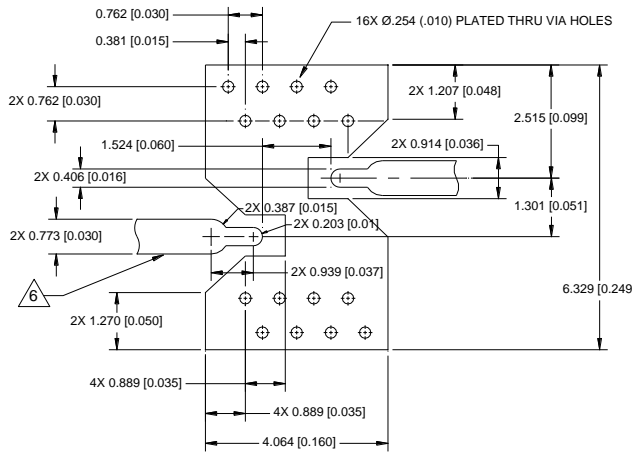 0.762 [0.030]
16X Ø.254 (.010) PLATED THRU VIA HOLES
0.381 [0.015]
2X 0.762 [0.030]
2X 1.207 [0.048]
2.515 [0.099]
1.524 [0.060]
2X 0.914 [0.036]
2X 0.406 [0.016]
2X 0.387 [0.015]
1.301 [0.051]
2X 0.203 [0.01]
2X 0.773 [0.030]
2X 0.939 [0.037]
6
6.329 [0.249
2X 1.270 [0.050]
4X 0.889 [0.035]
4X 0.889 [0.035]
4.064 [0.160]